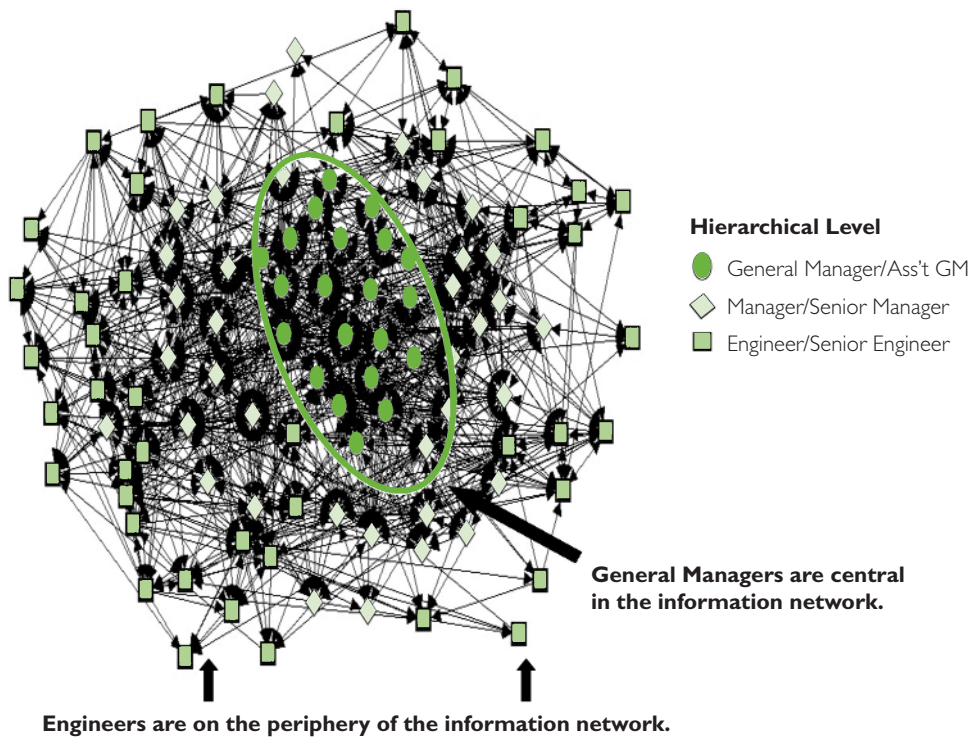 Hierarchical Level
General Manager/Ass't GM
Manager/Senior Manager
Engineer/Senior Engineer
General Managers are central
in the information network.
Engineers are on the periphery of the information network.